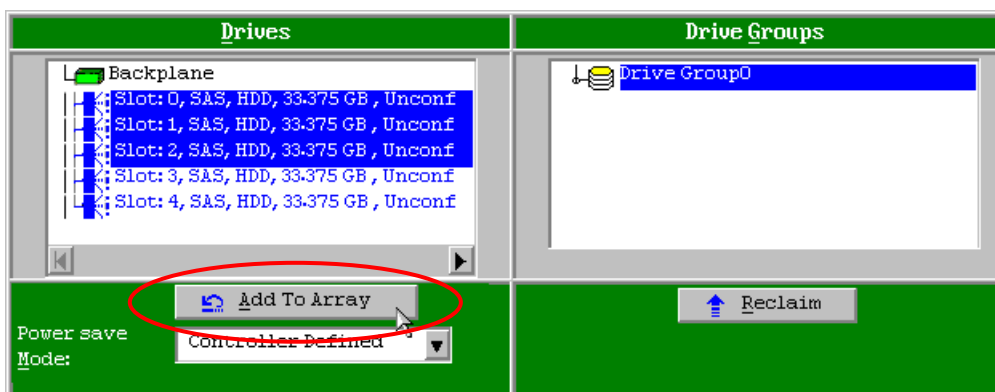 Drives
Backplane
Slot: 0, SAS, HDD, 33.375 GB , Unconf
Slot: 1, SAS, HDD, 33.375 GB , Unconf
Slot: 2, SAS, HDD, 33.375 GB , Unconf
Slot: 3, SAS, HDD, 33.375 GB , Unconf
Slot: 4, SAS, HDD, 33.375 GB , Unconf
Add To Array
Power save
Mode:
Controller Defined
Drive Groups
Drive Group0
Reclaim